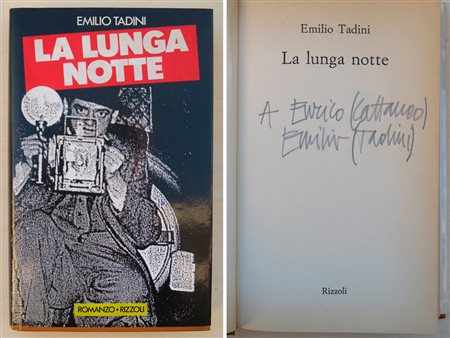 EMILIO TADINI
LA LUNGA
NOTTE
ROMANZO • RIZZOLI
Emilio Tadini
La lunga notte
A Enrico (Cattaneo)
Emilio (Tadini)
Rizzoli